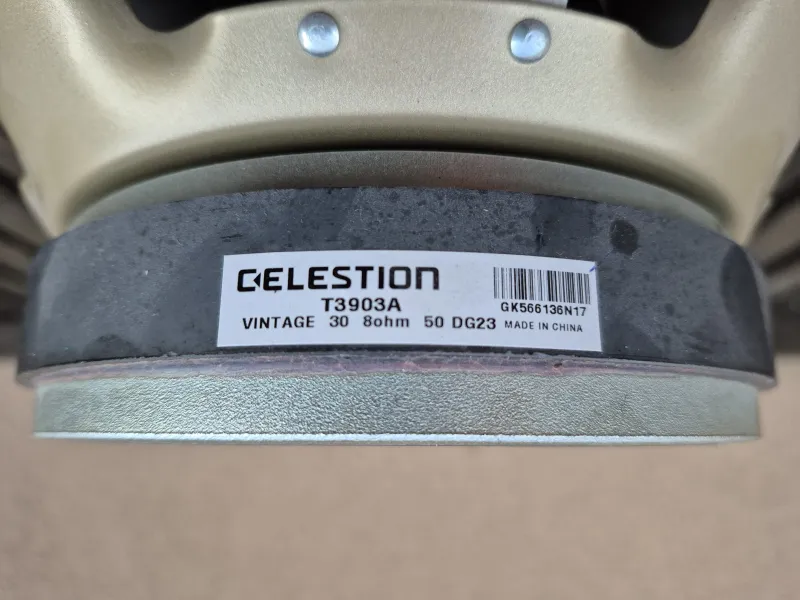 CELESTION
T3903A
GK566136N17
VINTAGE 30 8ohm 50 DG23 MADE IN CHINA